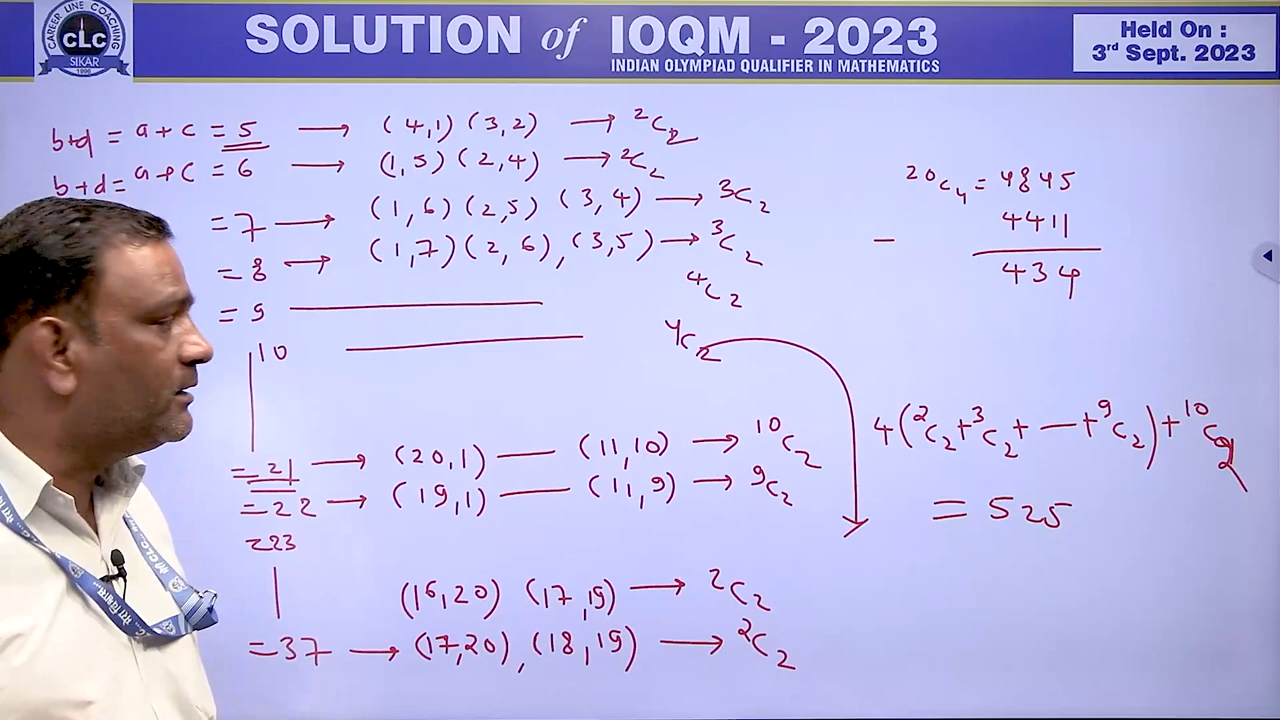 CAREER LINE COACHING
CLC
SIKAR
1996
SOLUTION of IOQM - 2023
INDIAN OLYMPIAD QUALIFIER IN MATHEMATICS
Held On :
3rd Sept. 2023
b+d = a+c = 5 → (4,1) (3,2) → ²C₂
b+d = a+c = 6 → (1,5) (2,4) → ²C₂
= 7 → (1,6) (2,5) (3,4) → ³C₂
= 8 → (1,7) (2,6), (3,5) → ³C₂
= 9 — ⁴C₂
10 — ⁴C₂
= 21 → (20,1) — (11,10) → ¹⁰C₂
= 22 → (19,1) — (11,9) → ⁹C₂
=23
(16,20) (17,19) → ²C₂
=37 → (17,20), (18,19) → ²C₂
²⁰C₄ = 4845
- 4411
434
4(²C₂+³C₂+—+⁹C₂)+¹⁰C₂
= 525